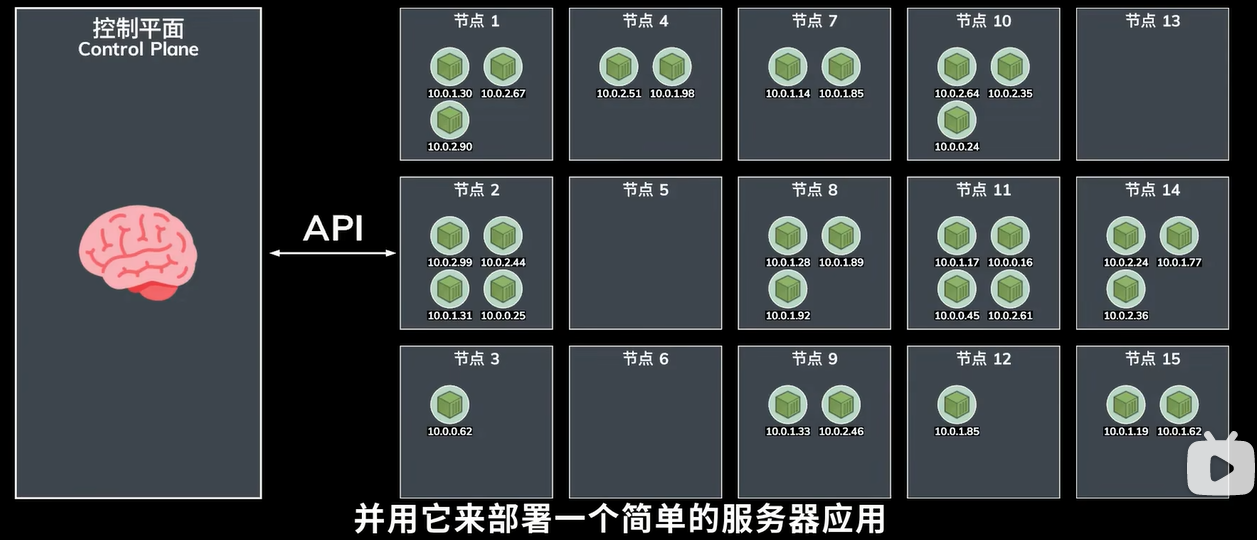 控制平面
Control Plane
API
节点 1
10.0.1.30 10.0.2.67
10.0.2.90
节点 4
10.0.2.51 10.0.1.98
节点 7
10.0.1.14 10.0.1.85
节点 10
10.0.2.64 10.0.2.35
10.0.0.24
节点 13
节点 2
10.0.2.99 10.0.2.44
10.0.1.31 10.0.0.25
节点 5
节点 8
10.0.1.28 10.0.1.89
10.0.1.92
节点 11
10.0.1.17 10.0.0.16
10.0.0.45 10.0.2.61
节点 14
10.0.2.24 10.0.1.77
10.0.2.36
节点 3
10.0.0.62
节点 6
节点 9
10.0.1.33 10.0.2.46
节点 12
10.0.1.85
节点 15
10.0.1.19 10.0.1.62
并用它来部署一个简单的服务器应用